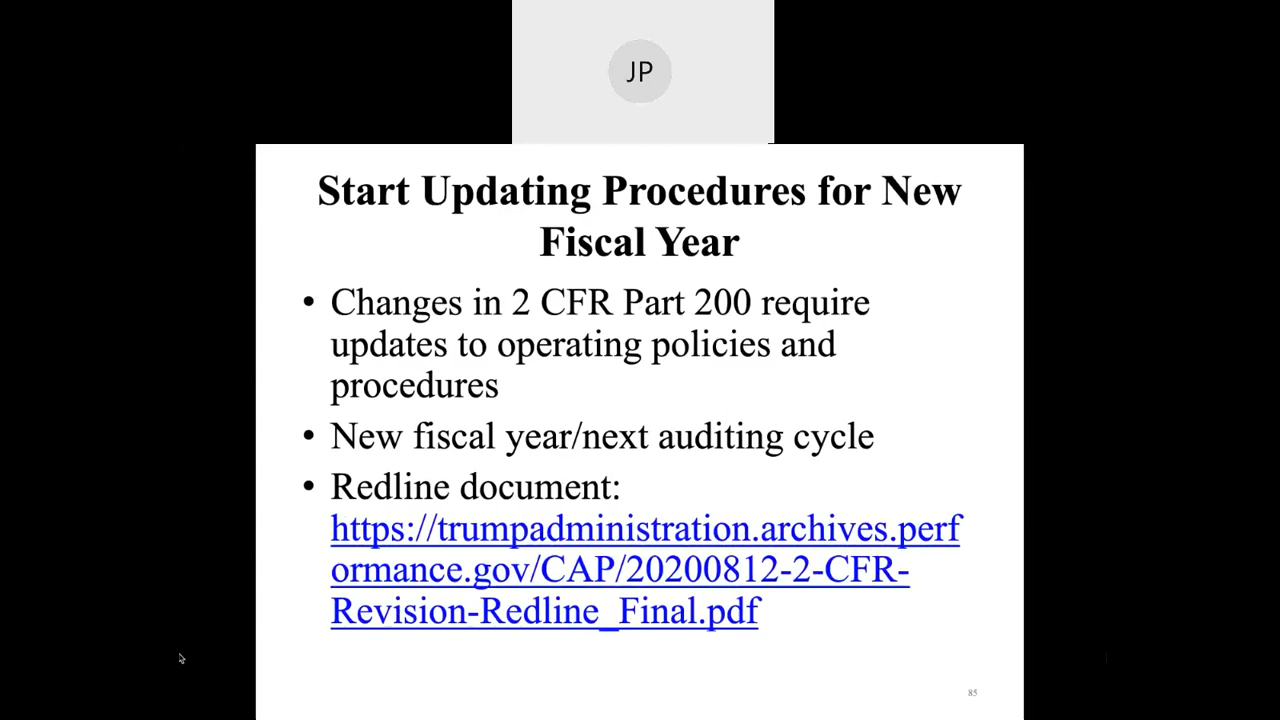 JP
Start Updating Procedures for New
Fiscal Year
• Changes in 2 CFR Part 200 require
updates to operating policies and
procedures
• New fiscal year/next auditing cycle
• Redline document:
https://trumpadministration.archives.perf
ormance.gov/CAP/20200812-2-CFR-
Revision-Redline_Final.pdf
85